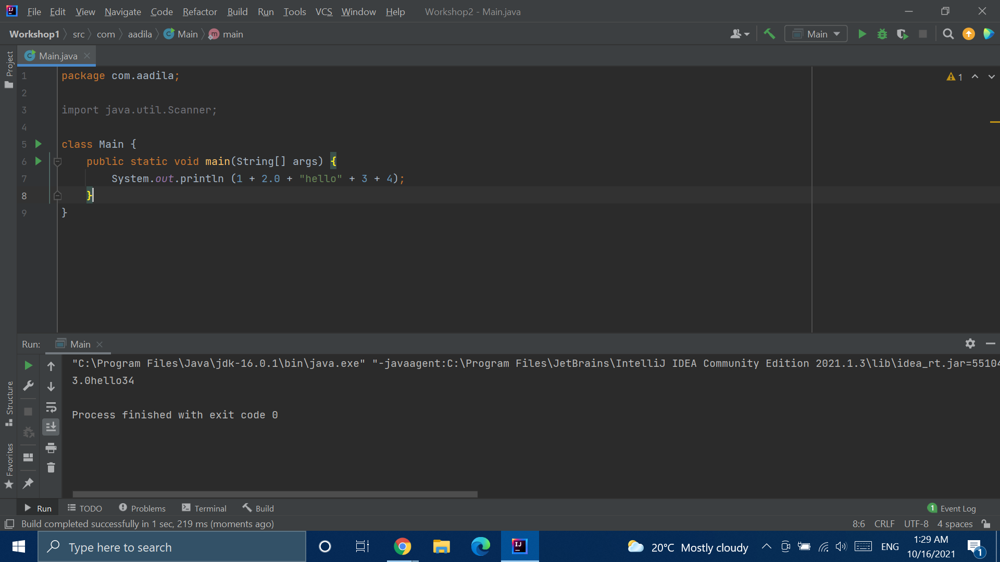 File Edit View Navigate Code Refactor Build Run Tools VCS Window Help Workshop2 - Main.java
Workshop1 src com aadila Main main Main
Project
Main.java
1 package com.aadila; 1
2
3 import java.util.Scanner;
4
5 class Main {
6 public static void main(String[] args) {
7 System.out.println (1 + 2.0 + "hello" + 3 + 4);
8 }
9 }
Run: Main
"C:\Program Files\Java\jdk-16.0.1\bin\java.exe" "-javaagent:C:\Program Files\JetBrains\IntelliJ IDEA Community Edition 2021.1.3\lib\idea_rt.jar=55104
3.0hello34
Process finished with exit code 0
Structure
Favorites
Run TODO Problems Terminal Build 1 Event Log
Build completed successfully in 1 sec, 219 ms (moments ago) 8:6 CRLF UTF-8 4 spaces
Type here to search 20°C Mostly cloudy ENG 1:29 AM
10/16/2021 1